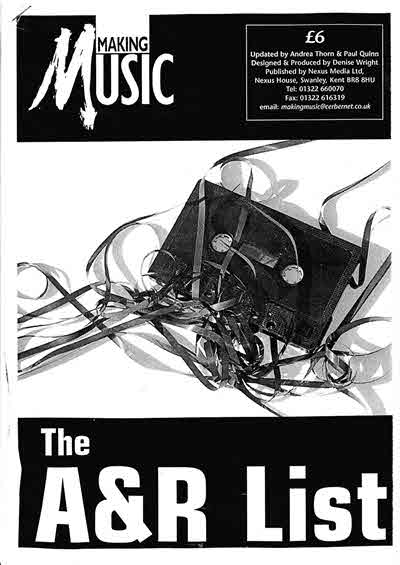 MAKING
MUSIC
£6
Updated by Andrea Thorn & Paul Quinn
Designed & Produced by Denise Wright
Published by Nexus Media Ltd,
Nexus House, Swanley, Kent BR8 8HU
Tel: 01322 660070
Fax: 01322 616319
email: makingmusic@cerbernet.co.uk
The
A&R List